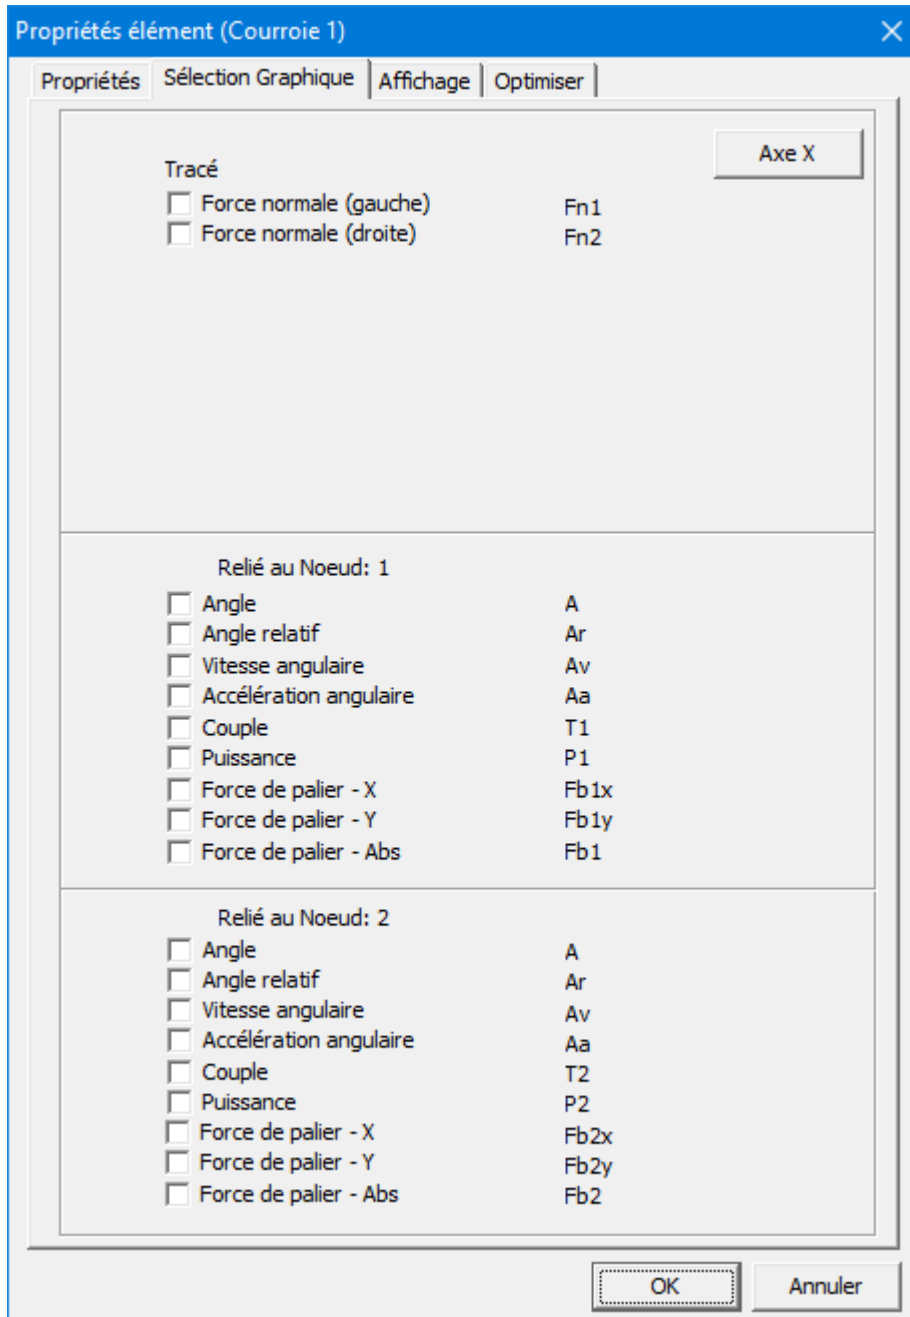 Propriétés élément (Courroie 1)
Propriétés Sélection Graphique Affichage Optimiser
Axe X
Tracé
Force normale (gauche) Fn1
Force normale (droite) Fn2
Relié au Noeud: 1
Angle A
Angle relatif Ar
Vitesse angulaire Av
Accélération angulaire Aa
Couple T1
Puissance P1
Force de palier - X Fb1x
Force de palier - Y Fb1y
Force de palier - Abs Fb1
Relié au Noeud: 2
Angle A
Angle relatif Ar
Vitesse angulaire Av
Accélération angulaire Aa
Couple T2
Puissance P2
Force de palier - X Fb2x
Force de palier - Y Fb2y
Force de palier - Abs Fb2
OK Annuler